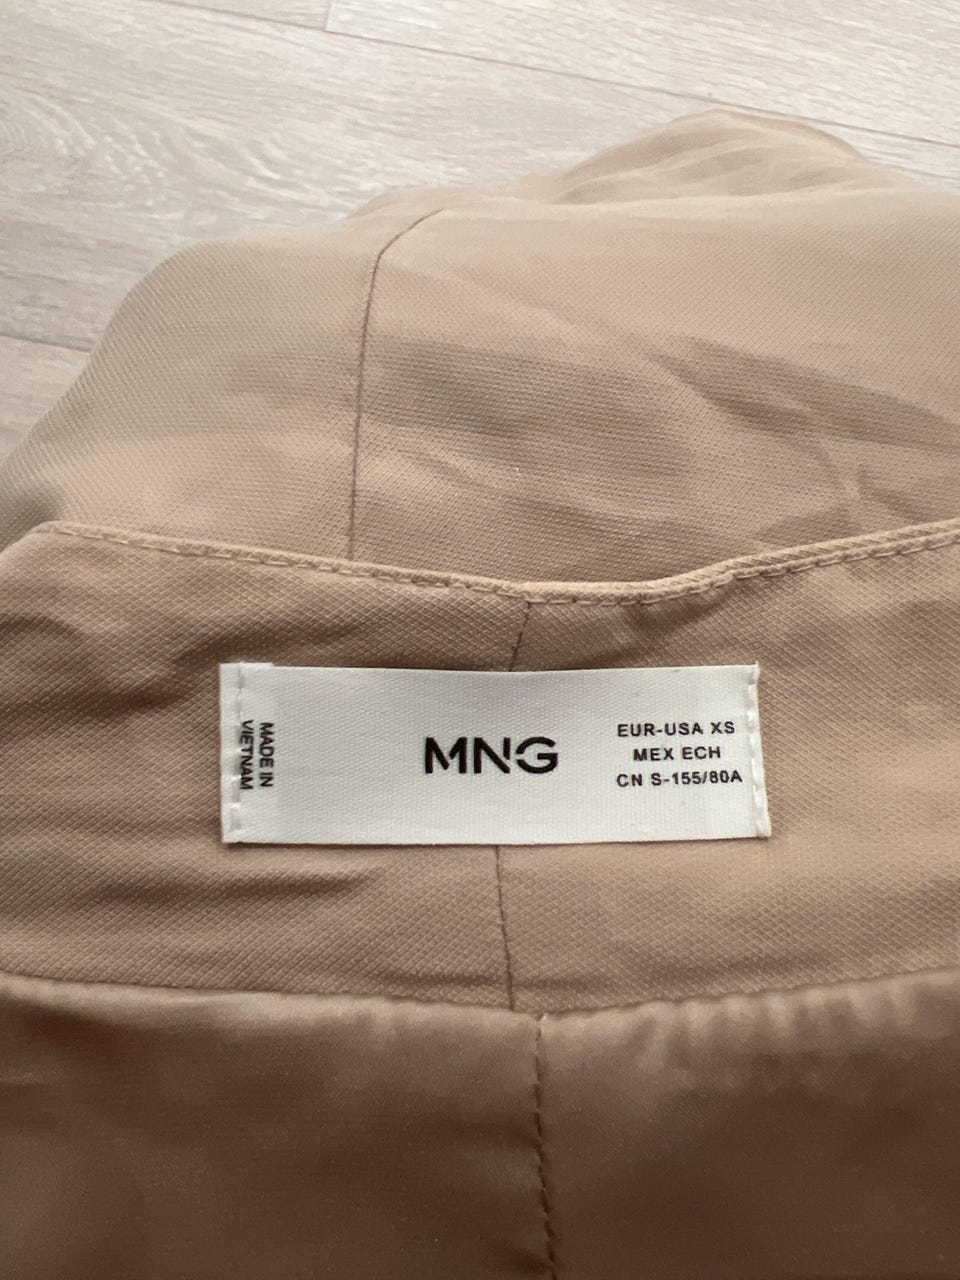 MADE IN
VIETNAM
MNG
EUR-USA XS
MEX ECH
CN S-155/80A